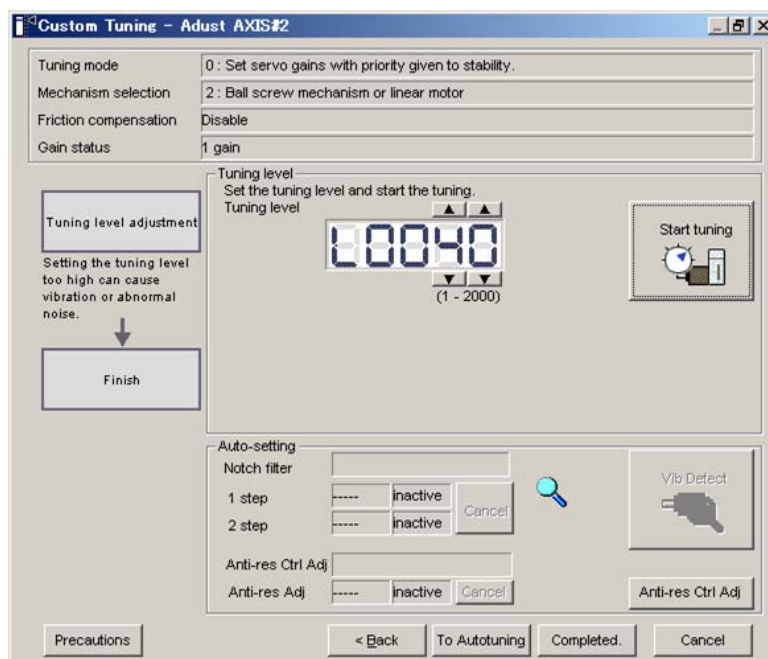 Custom Tuning - Adust AXIS#2
Tuning mode 0 : Set servo gains with priority given to stability.
Mechanism selection 2 : Ball screw mechanism or linear motor
Friction compensation Disable
Gain status 1 gain
Tuning level adjustment
Setting the tuning level
too high can cause
vibration or abnormal
noise.
Finish
Tuning level
Set the tuning level and start the tuning.
Tuning level
L0040
(1 - 2000)
Start tuning
Auto-setting
Notch filter
1 step ----- inactive
2 step ----- inactive
Cancel
Vib Detect
Anti-res Ctrl Adj
Anti-res Adj ----- inactive Cancel
Anti-res Ctrl Adj
Precautions < Back To Autotuning Completed. Cancel